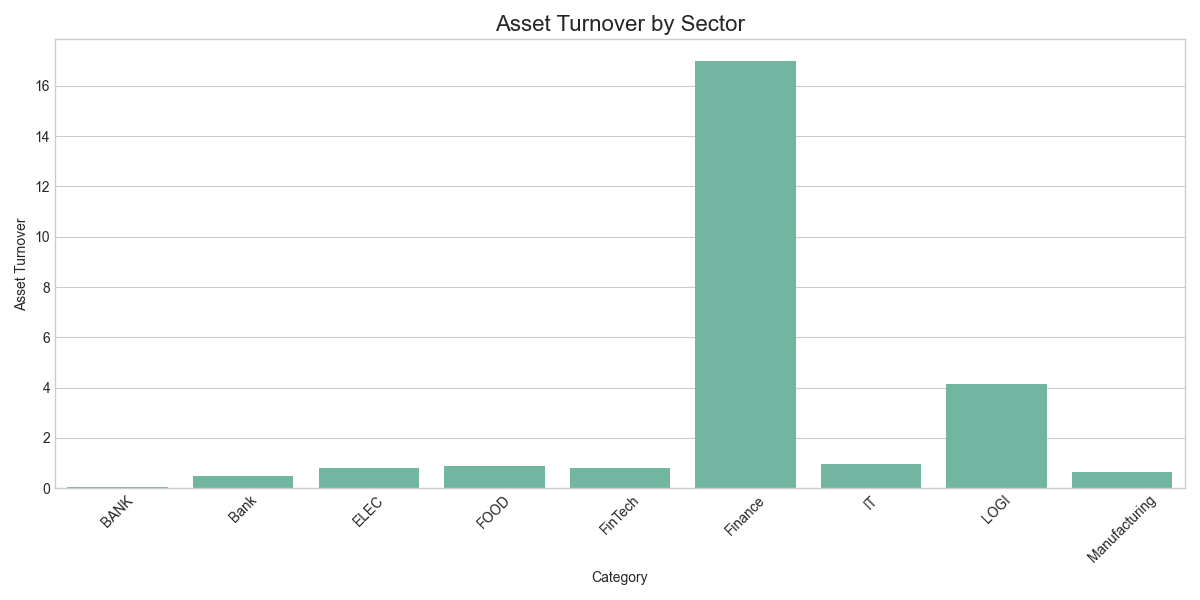 Asset Turnover by Sector
Asset Turnover
16
14
12
10
8
6
4
2
0
BANK
Bank
ELEC
FOOD
FinTech
Finance
IT
LOGI
Manufacturing
Category